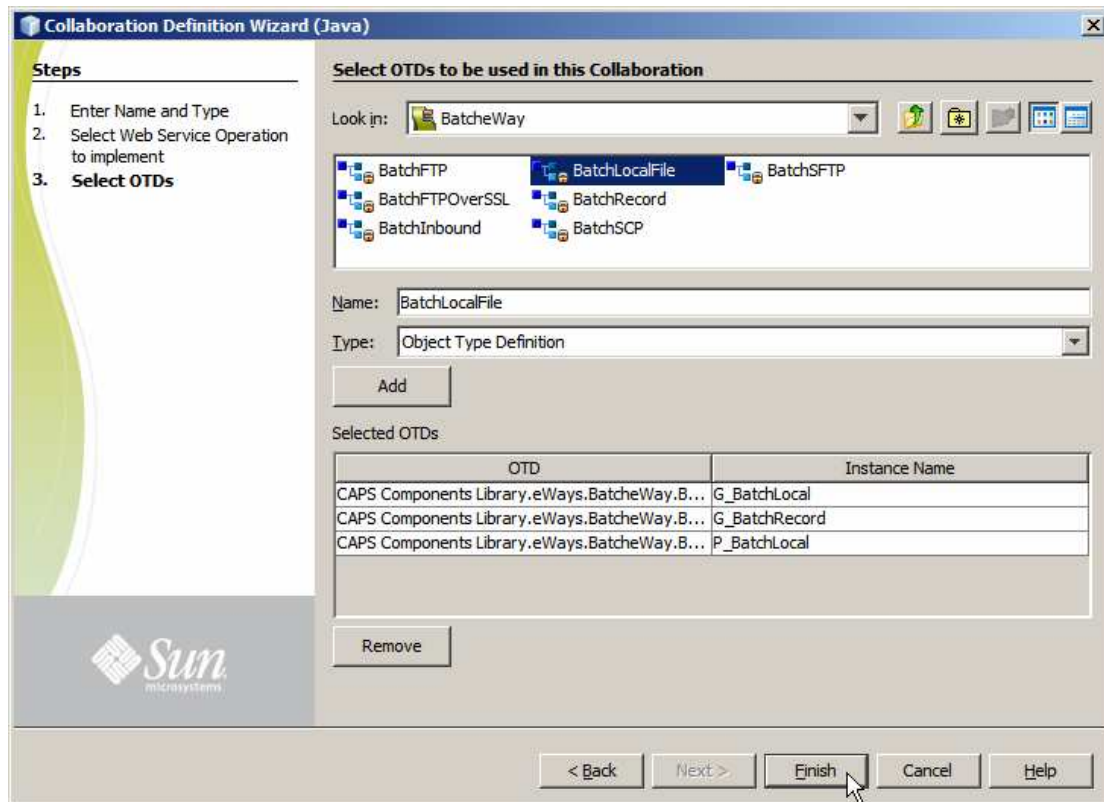 Collaboration Definition Wizard (Java)
Steps
1. Enter Name and Type
2. Select Web Service Operation
to implement
3. Select OTDs
Select OTDs to be used in this Collaboration
Look in: BatcheWay
BatchFTP BatchLocalFile BatchSFTP
BatchFTPOverSSL BatchRecord
BatchInbound BatchSCP
Name: BatchLocalFile
Type: Object Type Definition
Add
Selected OTDs
OTD Instance Name
CAPS Components Library.eWays.BatcheWay.B... G_BatchLocal
CAPS Components Library.eWays.BatcheWay.B... G_BatchRecord
CAPS Components Library.eWays.BatcheWay.B... P_BatchLocal
Remove
Sun
microsystems
< Back Next > Finish Cancel Help